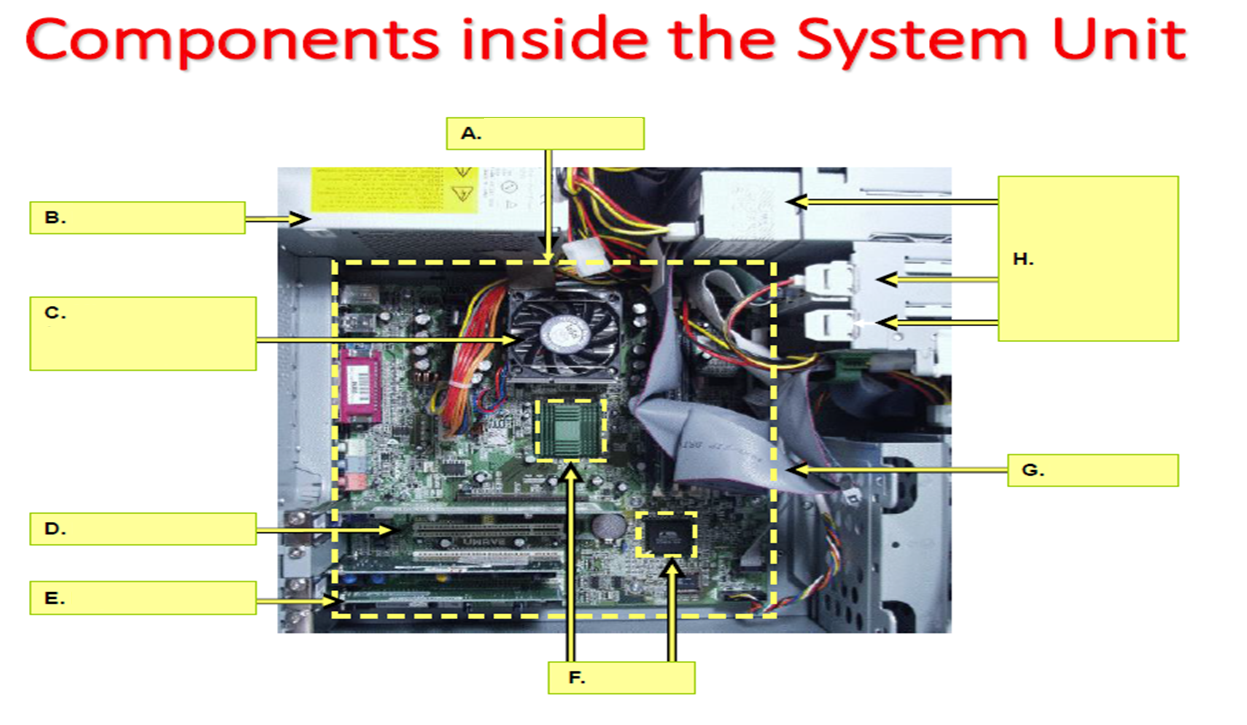 Components inside the System Unit
A.
B.
C.
D.
E.
F.
G.
H.